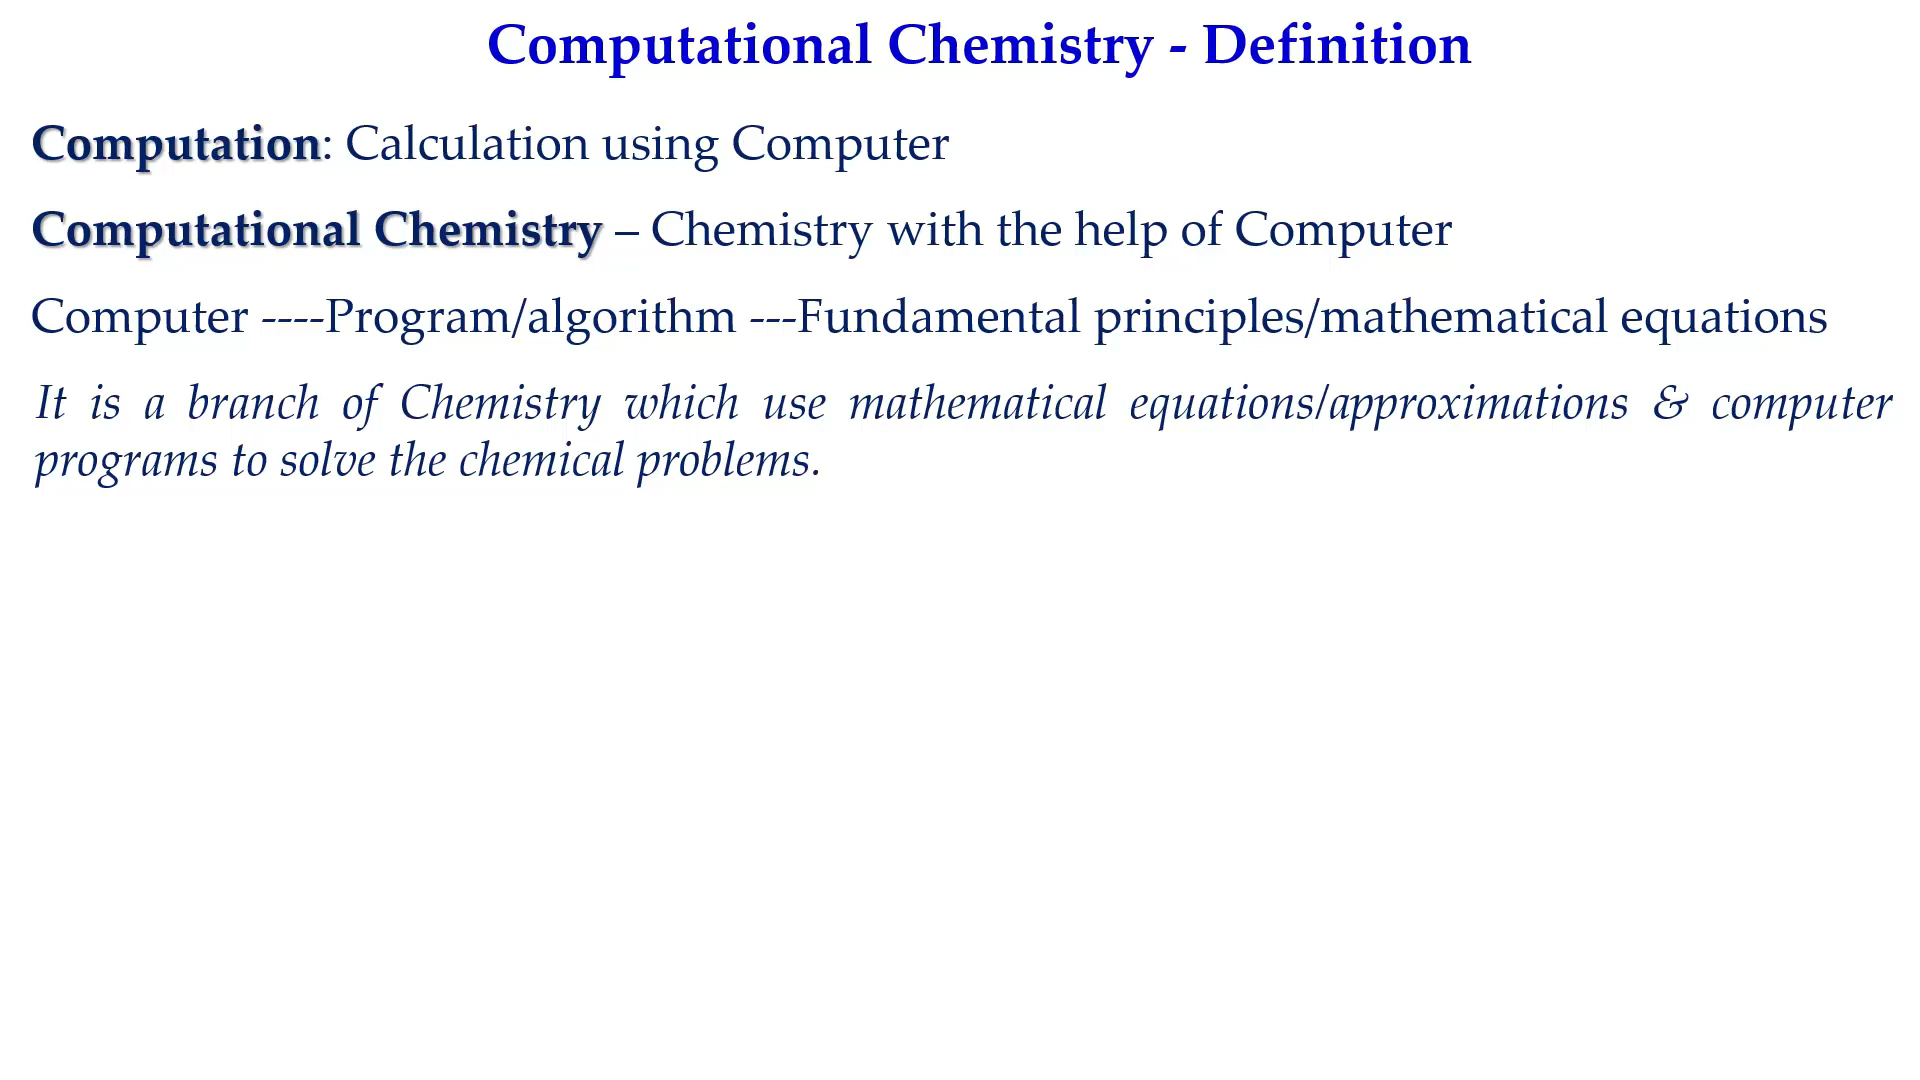 Computational Chemistry - Definition
Computation: Calculation using Computer
Computational Chemistry – Chemistry with the help of Computer
Computer ----Program/algorithm ---Fundamental principles/mathematical equations
It is a branch of Chemistry which use mathematical equations/approximations & computer
programs to solve the chemical problems.